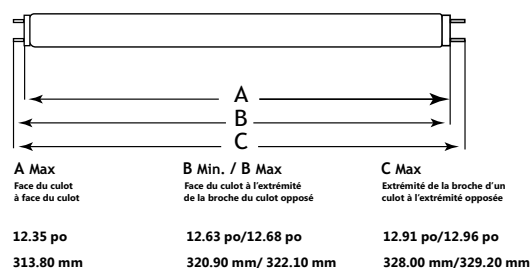 A
B
C
A Max
Face du culot
à face du culot
B Min. / B Max
Face du culot à l'extrémité
de la broche du culot opposé
C Max
Extrémité de la broche d'un
culot à l'extrémité opposée
12.35 po
12.63 po/12.68 po
12.91 po/12.96 po
313.80 mm
320.90 mm/ 322.10 mm
328.00 mm/329.20 mm